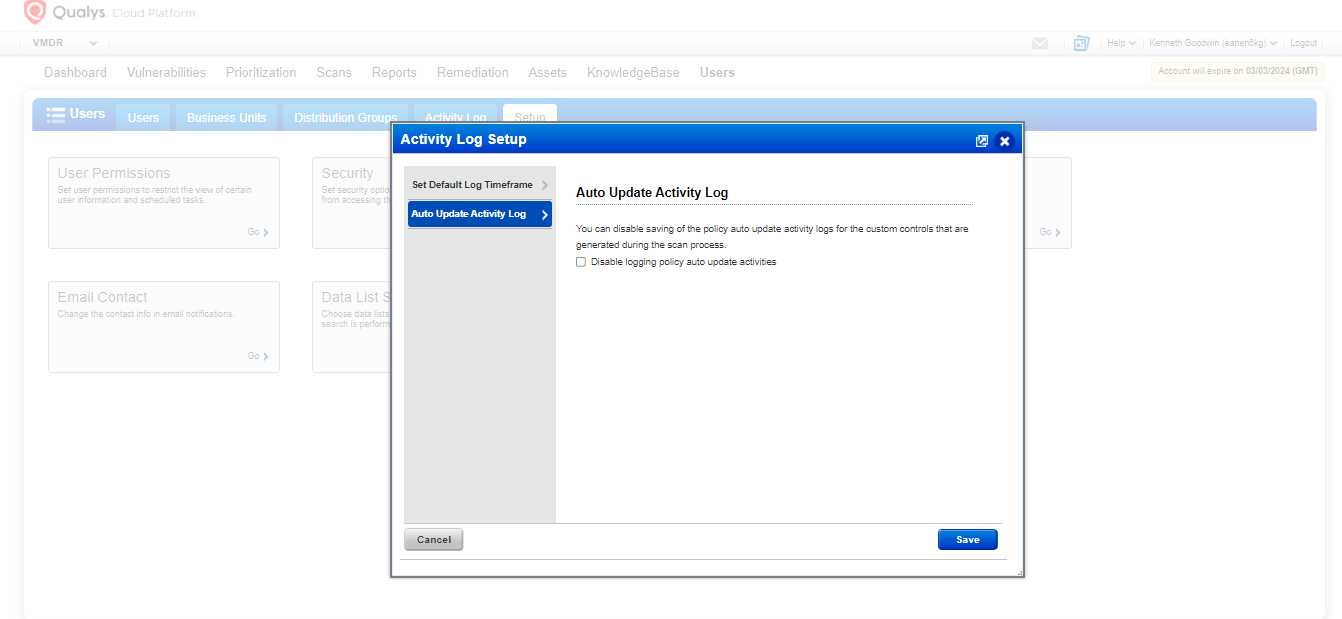 Qualys. Cloud Platform
VMDR
Help
Kenneth Goodwin (eanen6kg)
Logout
Dashboard Vulnerabilities Prioritization Scans Reports Remediation Assets KnowledgeBase Users
Account will expire on 03/03/2024 (GMT)
Users Users Business Units Distribution Groups Activity Log Setup
User Permissions
Set user permissions to restrict the view of certain
user information and scheduled tasks.
Go
Security
Set security optio
from accessing th
Go
Email Contact
Change the contact info in email notifications.
Go
Data List S
Choose data lists
search is perform
Activity Log Setup
Set Default Log Timeframe
Auto Update Activity Log
Auto Update Activity Log
You can disable saving of the policy auto update activity logs for the custom controls that are
generated during the scan process.
Disable logging policy auto update activities
Cancel
Save